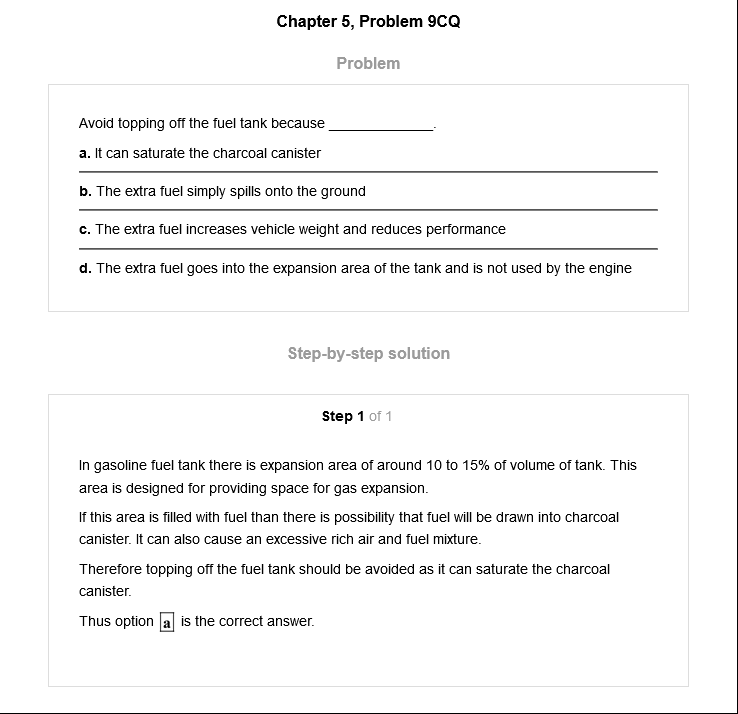 Chapter 5, Problem 9CQ
Problem
Avoid topping off the fuel tank because ______________.
a. It can saturate the charcoal canister
b. The extra fuel simply spills onto the ground
c. The extra fuel increases vehicle weight and reduces performance
d. The extra fuel goes into the expansion area of the tank and is not used by the engine
Step-by-step solution
Step 1 of 1
In gasoline fuel tank there is expansion area of around 10 to 15% of volume of tank. This
area is designed for providing space for gas expansion.
If this area is filled with fuel than there is possibility that fuel will be drawn into charcoal
canister. It can also cause an excessive rich air and fuel mixture.
Therefore topping off the fuel tank should be avoided as it can saturate the charcoal
canister.
Thus option a is the correct answer.